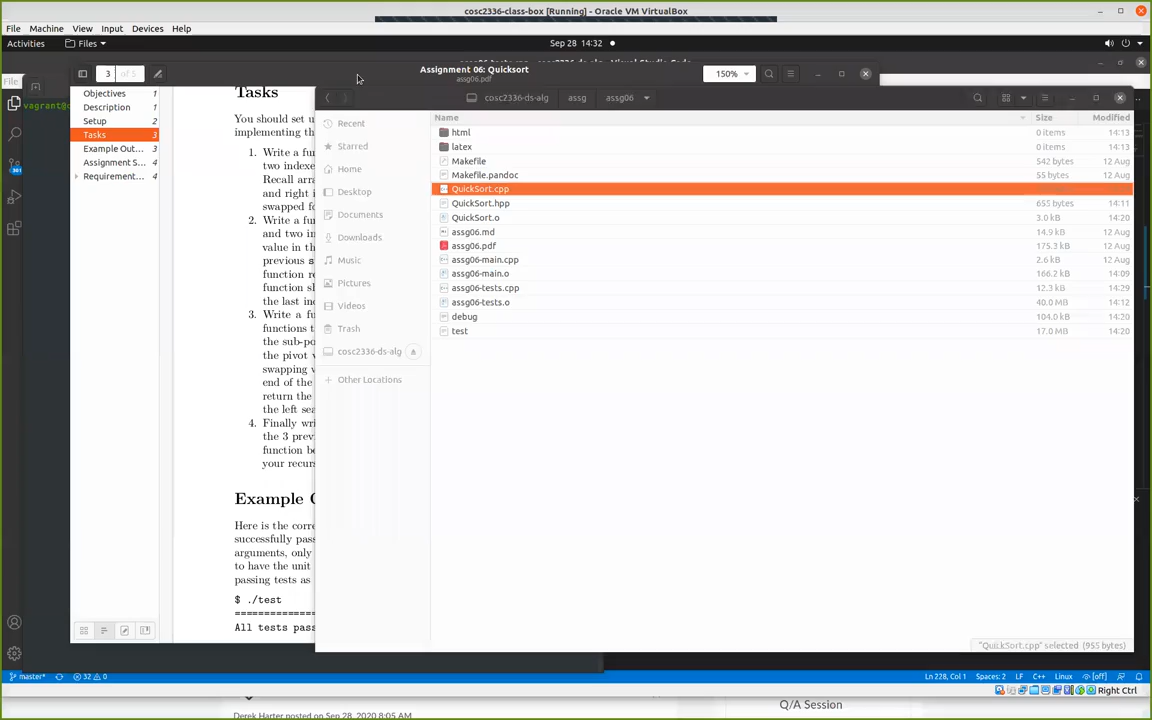 cosc2336-class-box [Running] - Oracle VM VirtualBox
File Machine View Input Devices Help
Activities Files Sep 28 14:32
Assignment 06: Quicksort
assg06.pdf
3 of 5
150%
File
vagrant@c
Objectives 1
Description 1
Setup 2
Tasks 3
Example Out... 3
Assignment S... 4
Requirement... 4
Tasks
You should set u
implementing th
1. Write a fun
two indexe
Recall arra
and right i
swapped fo
2. Write a fu
and two in
value in th
previous s
function re
function sh
the last ind
3. Write a fu
functions t
the sub-po
the pivot v
swapping v
end of the
return the
the left sea
4. Finally wri
the 3 previ
function be
your recurs
Example O
Here is the corre
successfully pass
arguments, only
to have the unit
passing tests as
$ ./test
===============
All tests pass
cosc2336-ds-alg assg assg06
Recent
Starred
Home
Desktop
Documents
Downloads
Music
Pictures
Videos
Trash
cosc2336-ds-alg
+ Other Locations
Name Size Modified
html 0 items 14:13
latex 0 items 14:13
Makefile 542 bytes 12 Aug
Makefile.pandoc 55 bytes 12 Aug
QuickSort.cpp
QuickSort.hpp 655 bytes 14:11
QuickSort.o 3.0 kB 14:20
assg06.md 14.9 kB 12 Aug
assg06.pdf 175.3 kB 12 Aug
assg06-main.cpp 2.6 kB 12 Aug
assg06-main.o 166.2 kB 14:09
assg06-tests.cpp 12.3 kB 14:29
assg06-tests.o 40.0 MB 14:12
debug 104.0 kB 14:20
test 17.0 MB 14:20
"QuickSort.cpp" selected (955 bytes)
master* 32 0 Ln 228, Col 1 Spaces: 2 LF C++ Linux [off]
Right Ctrl
Derek Harter posted on Sep 28, 2020 8:05 AM
Q/A Session